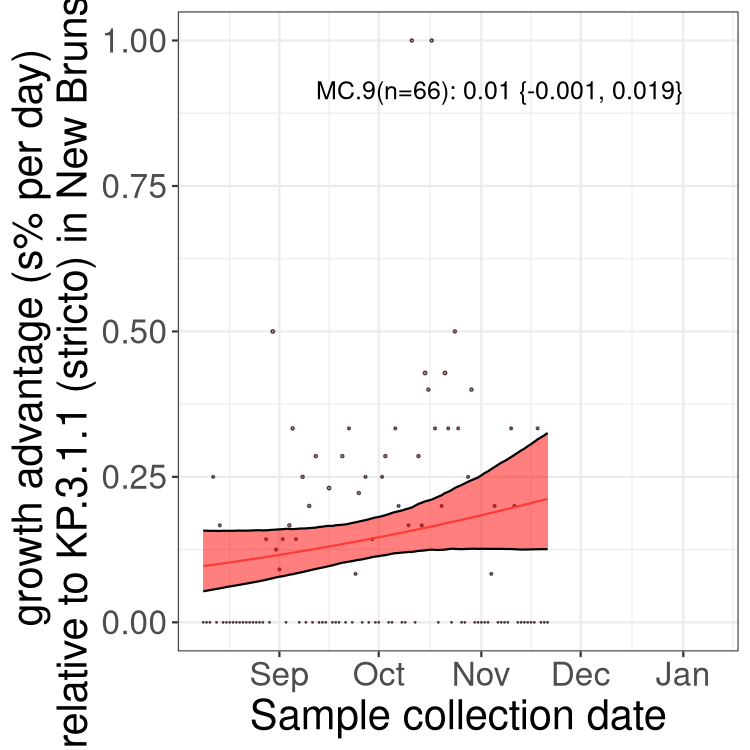 growth advantage (s% per day)
relative to KP.3.1.1 (stricto) in New Bruns
1.00
0.75
0.50
0.25
0.00
MC.9(n=66): 0.01 {-0.001, 0.019}
Sep Oct Nov Dec Jan
Sample collection date